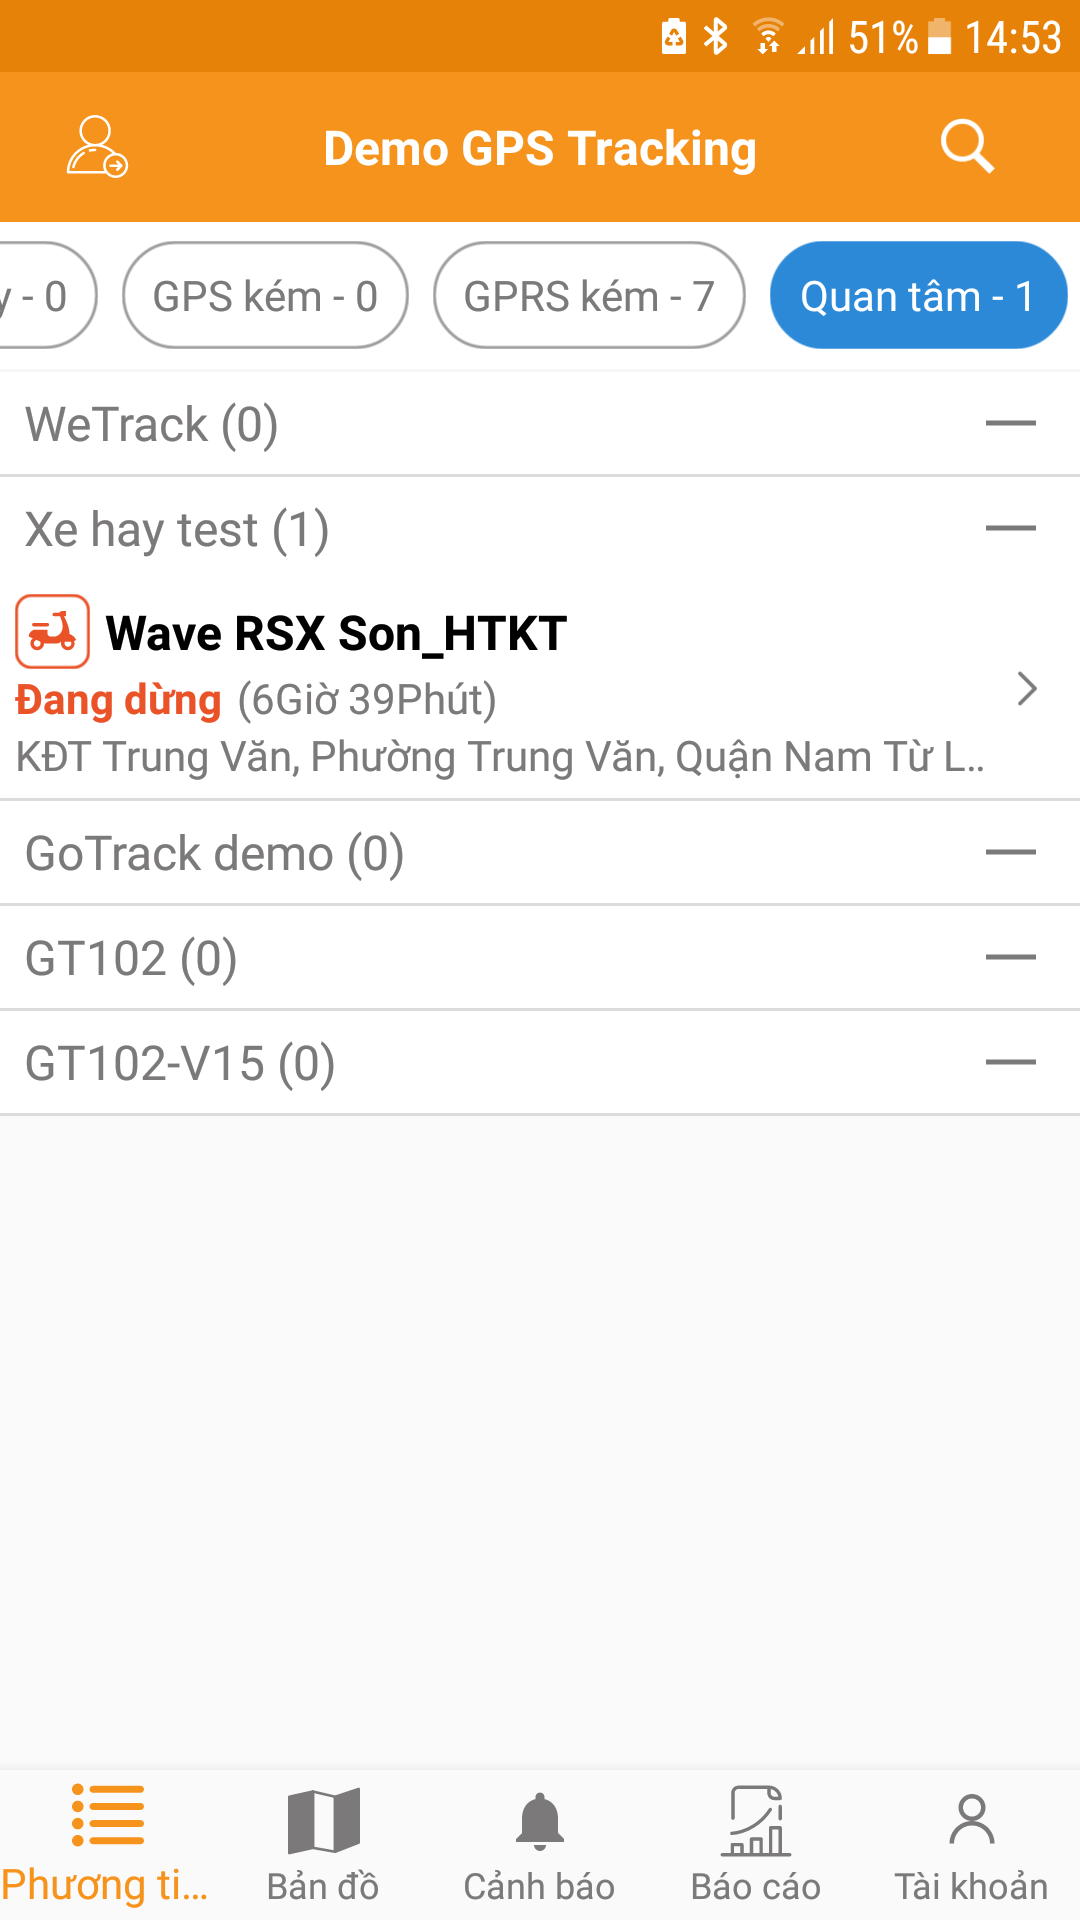 51% 14:53
Demo GPS Tracking
- 0 GPS kém - 0 GPRS kém - 7 Quan tâm - 1
WeTrack (0)
Xe hay test (1)
Wave RSX Son_HTKT
Đang dừng (6Giờ 39Phút)
KĐT Trung Văn, Phường Trung Văn, Quận Nam Từ L..
GoTrack demo (0)
GT102 (0)
GT102-V15 (0)
Phương ti... Bản đồ Cảnh báo Báo cáo Tài khoản